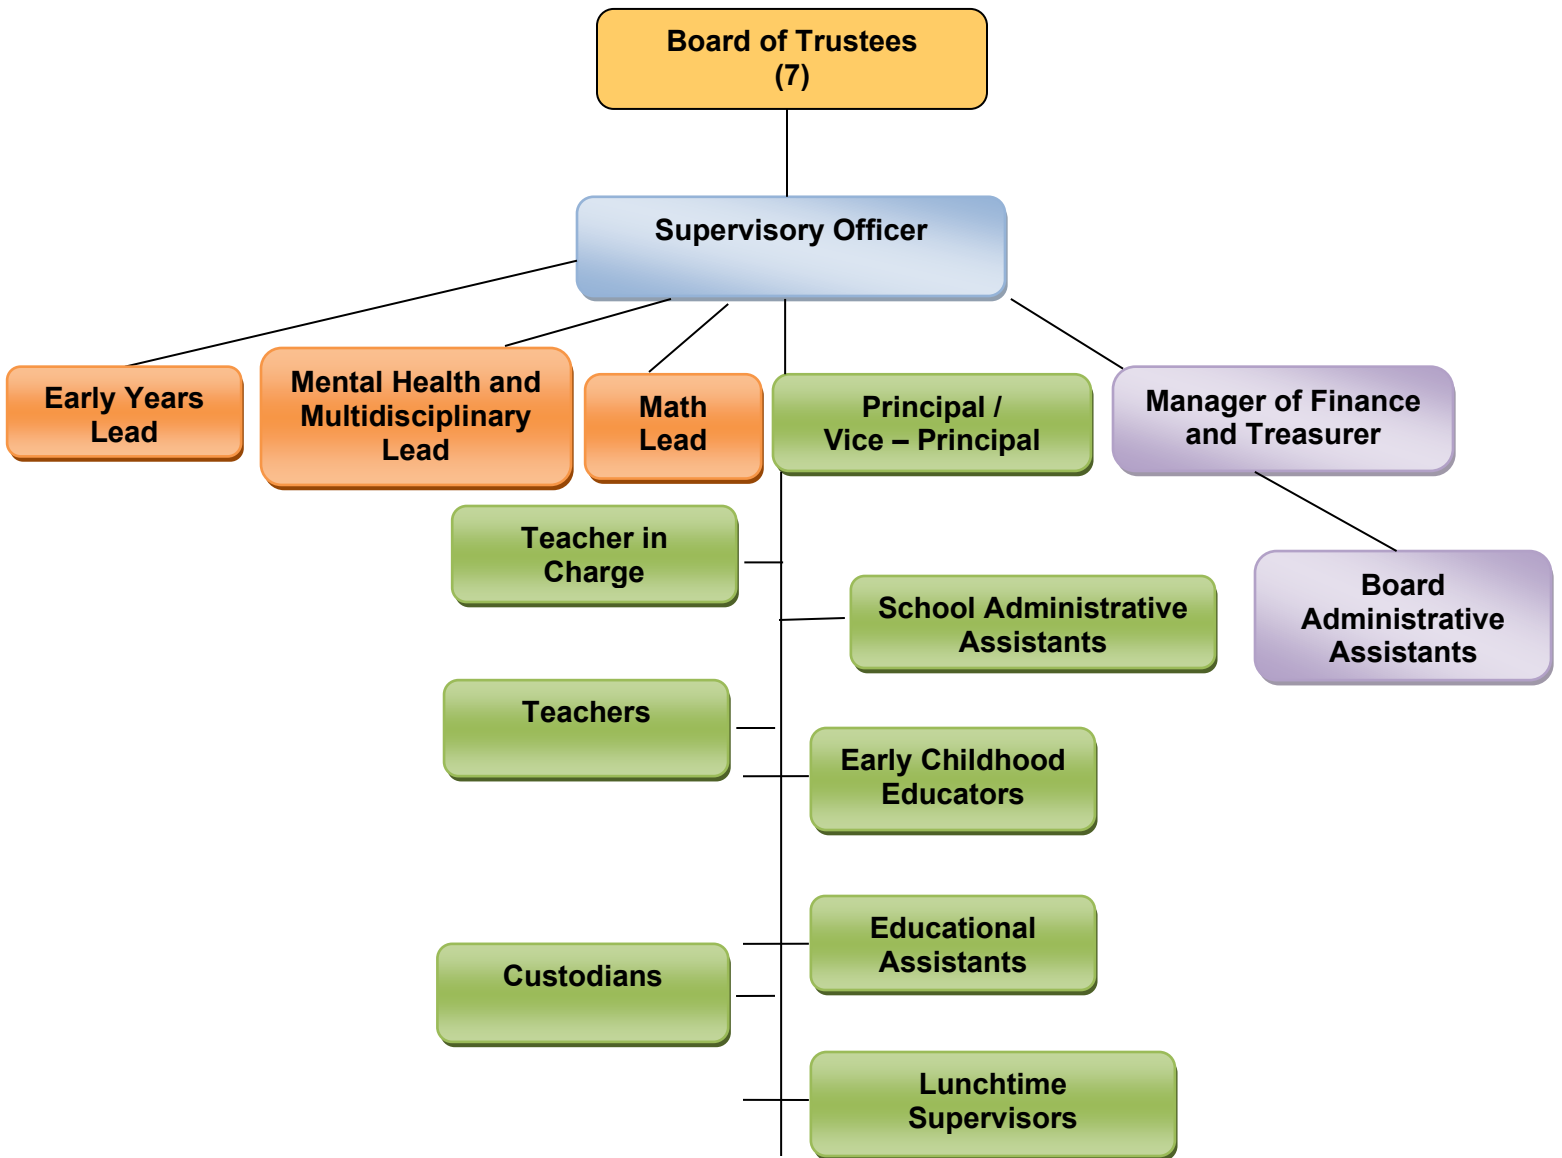 Board of Trustees
(7)
Supervisory Officer
Early Years
Lead
Mental Health and
Multidisciplinary
Lead
Math
Lead
Principal /
Vice – Principal
Manager of Finance
and Treasurer
Teacher in
Charge
School Administrative
Assistants
Board
Administrative
Assistants
Teachers
Early Childhood
Educators
Educational
Assistants
Custodians
Lunchtime
Supervisors